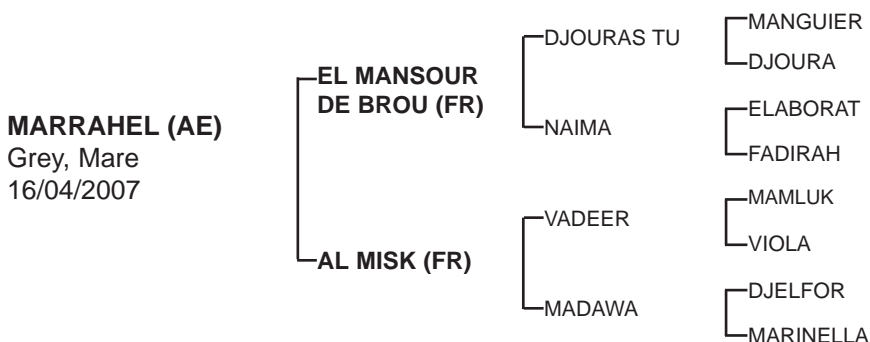 MARRAHEL (AE)
Grey, Mare
16/04/2007
EL MANSOUR
DE BROU (FR)
AL MISK (FR)
DJOURAS TU
NAIMA
VADEER
MADAWA
MANGUIER
DJOURA
ELABORAT
FADIRAH
MAMLUK
VIOLA
DJELFOR
MARINELLA